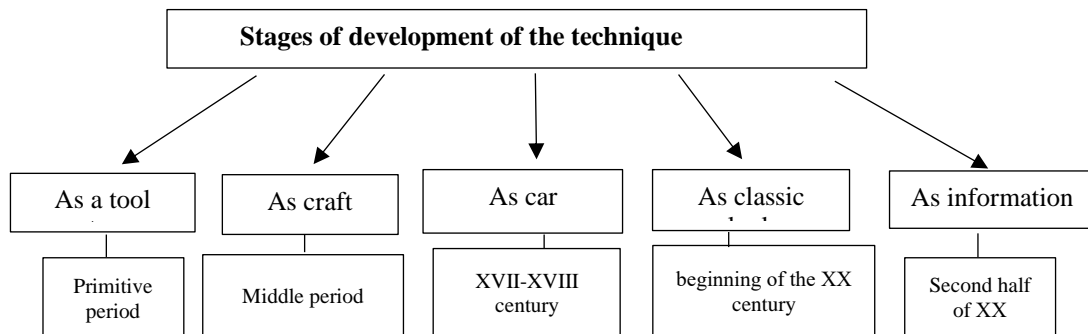 Stages of development of the technique
As a tool
As craft
As car
As classic
As information
Primitive
period
Middle period
XVII-XVIII
century
beginning of the XX
century
Second half
of XX